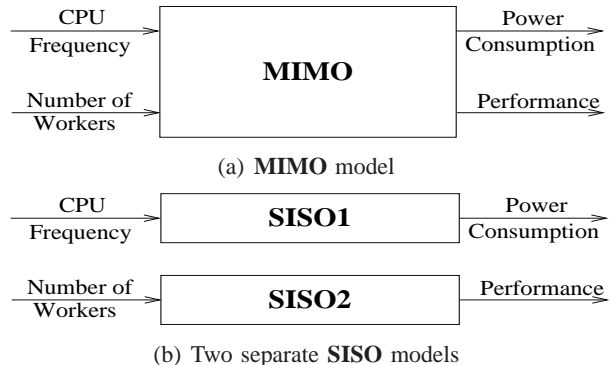 CPU
Frequency
Power
Consumption
MIMO
Number of
Workers
Performance
(a) MIMO model
CPU
Frequency
SISO1
Power
Consumption
Number of
Workers
SISO2
Performance
(b) Two separate SISO models